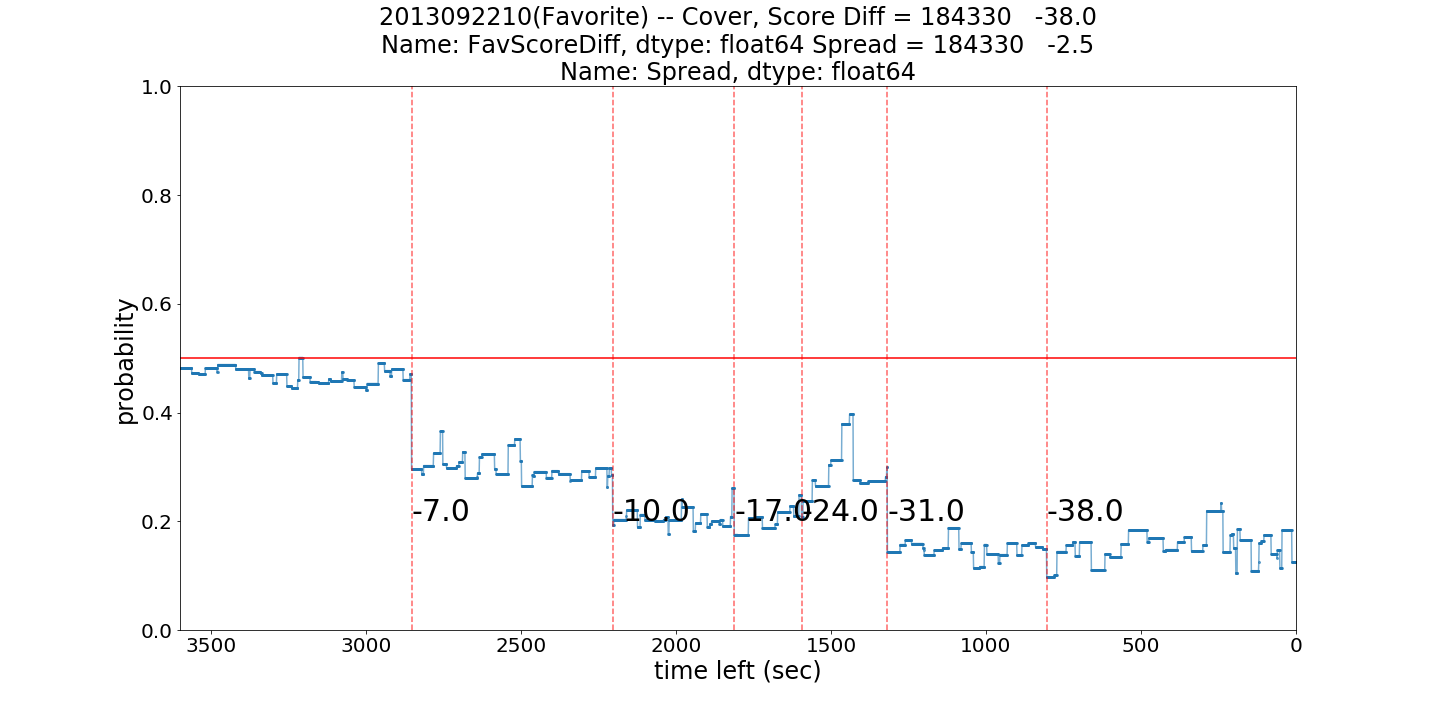 2013092210(Favorite) -- Cover, Score Diff = 184330   -38.0
Name: FavScoreDiff, dtype: float64 Spread = 184330   -2.5
Name: Spread, dtype: float64
1.0
0.8
0.6
0.4
0.2
0.0
probability
-7.0
-10.0
-17.0
-24.0
-31.0
-38.0
3500 3000 2500 2000 1500 1000 500 0
time left (sec)